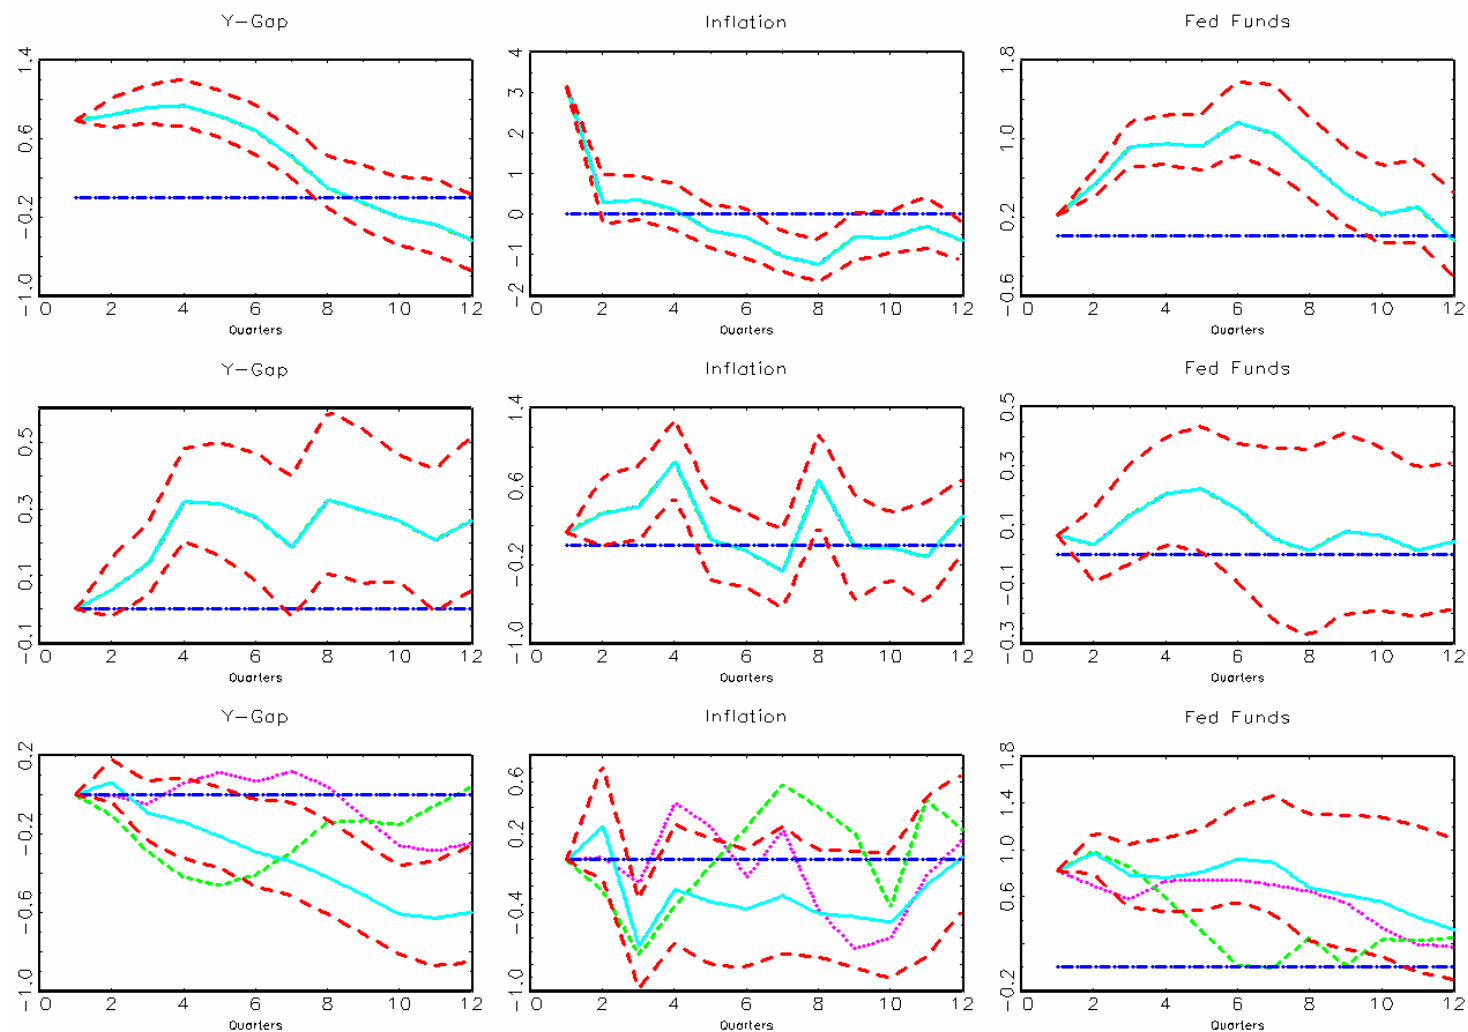 Y-Gap Inflation Fed Funds
1.4 0.6 -0.2 -1.0
4 3 2 1 0 -1 -2
1.8 1.0 0.2 -0.6
0 2 4 6 8 10 12 0 2 4 6 8 10 12 0 2 4 6 8 10 12
Quarters Quarters Quarters
Y-Gap Inflation Fed Funds
0.5 0.3 0.1 -0.1
1.4 0.6 -0.2 -1.0
0.5 0.3 0.1 -0.1 -0.3
0 2 4 6 8 10 12 0 2 4 6 8 10 12 0 2 4 6 8 10 12
Quarters Quarters Quarters
Y-Gap Inflation Fed Funds
0.2 -0.2 -0.6 -1.0
0.6 0.2 -0.4 -1.0
1.8 1.4 1.0 0.6 0.2 -0.2
0 2 4 6 8 10 12 0 2 4 6 8 10 12 0 2 4 6 8 10 12
Quarters Quarters Quarters